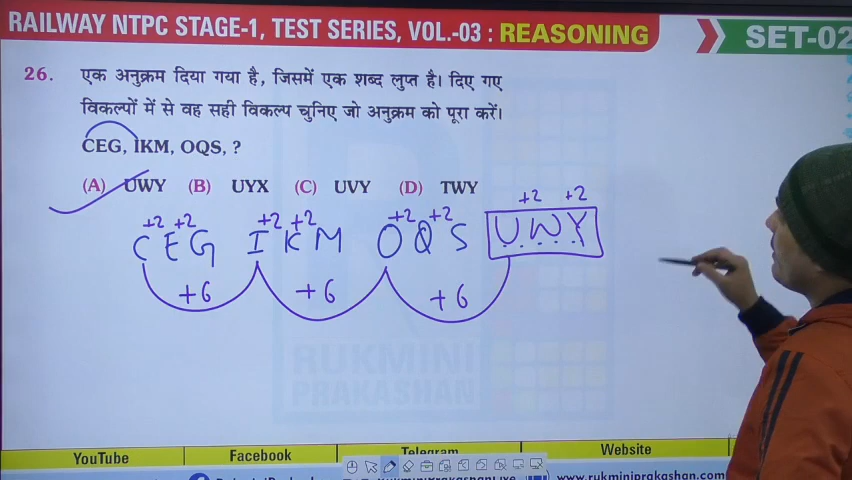 RAILWAY NTPC STAGE-1, TEST SERIES, VOL.-03 : REASONING
SET-02
26. एक अनुक्रम दिया गया है, जिसमें एक शब्द लुप्त है। दिए गए
विकल्पों में से वह सही विकल्प चुनिए जो अनुक्रम को पूरा करें।
CEG, IKM, OQS, ?
(A) UWY (B) UYX (C) UVY (D) TWY
+2 +2 +2 +2 +2 +2 +2 +2
C E G I K M O Q S U W Y
+6 +6 +6
RUKMINI
PRAKASHAN
YouTube Facebook Telegram Website
www.rukminiprakashan.com